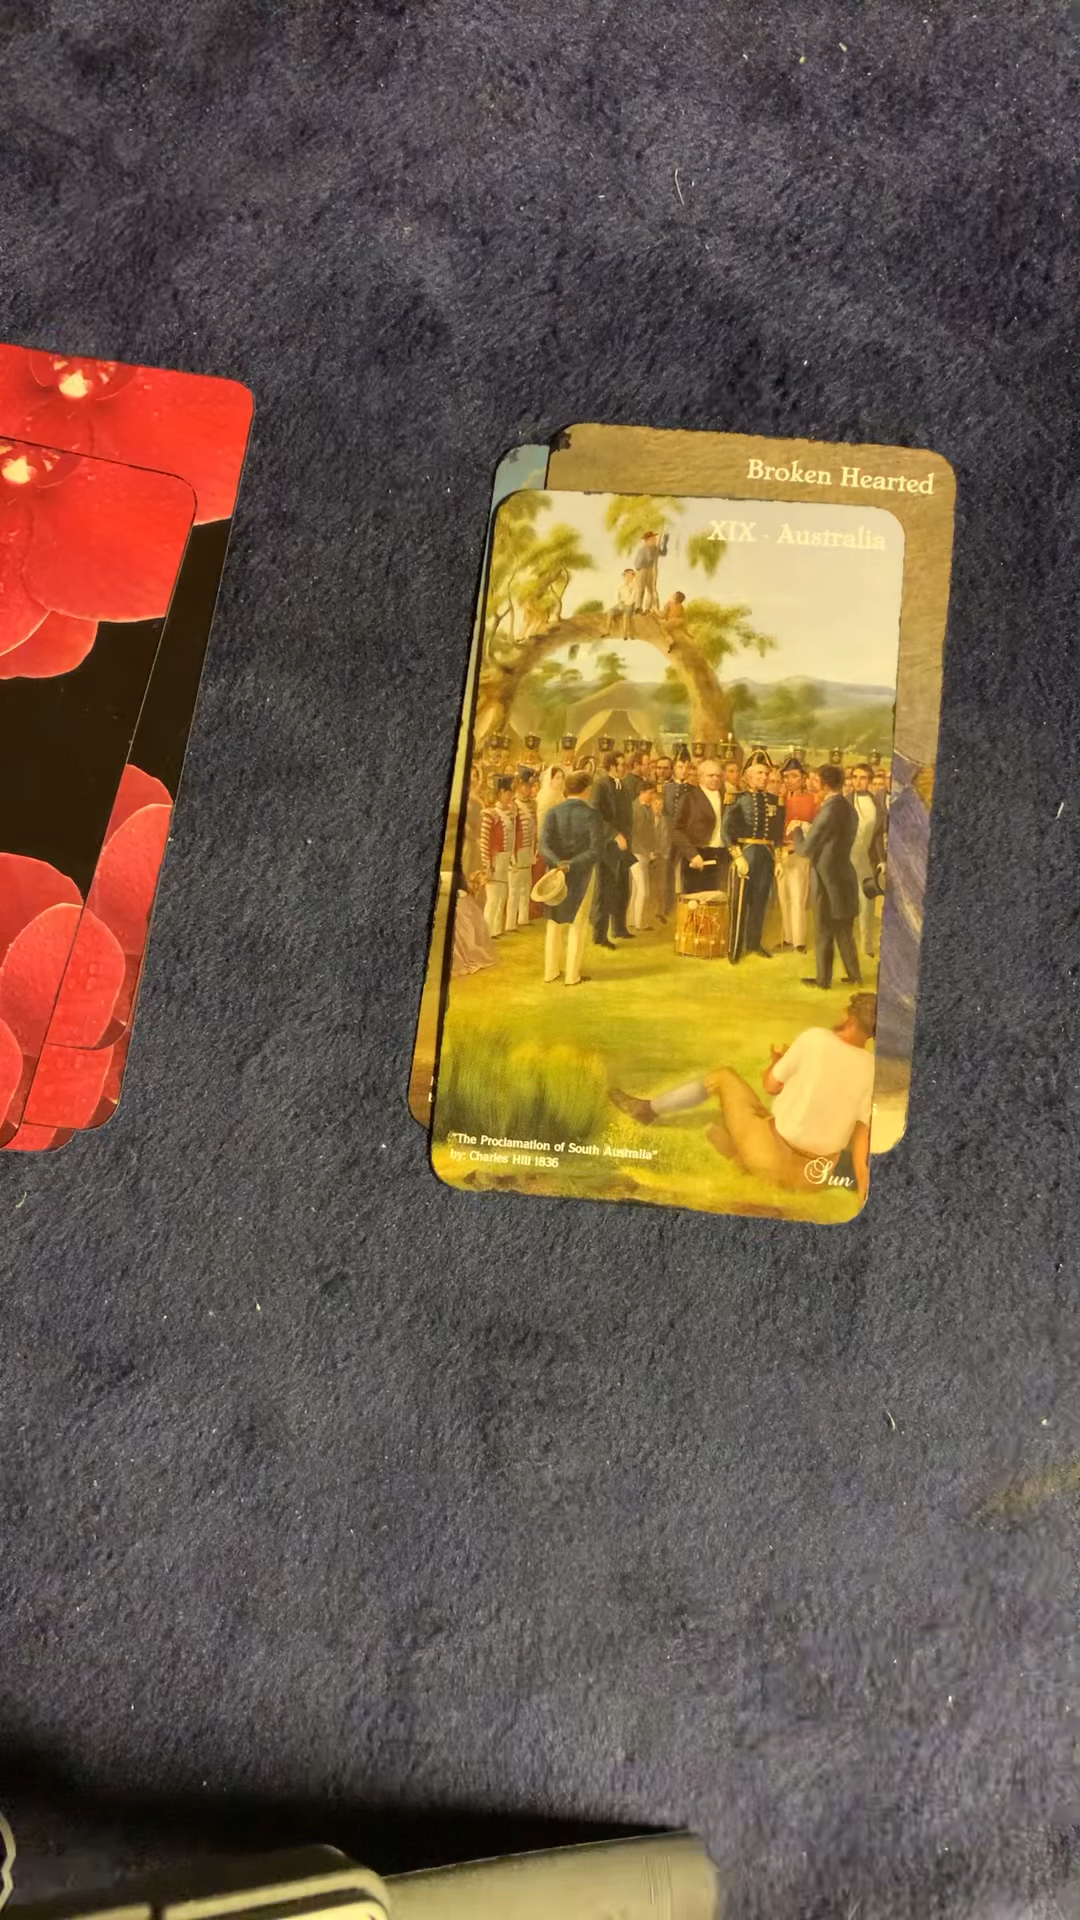 Broken Hearted
XIX - Australia
"The Proclamation of South Australia"
by: Charles Hill 1836
Sun